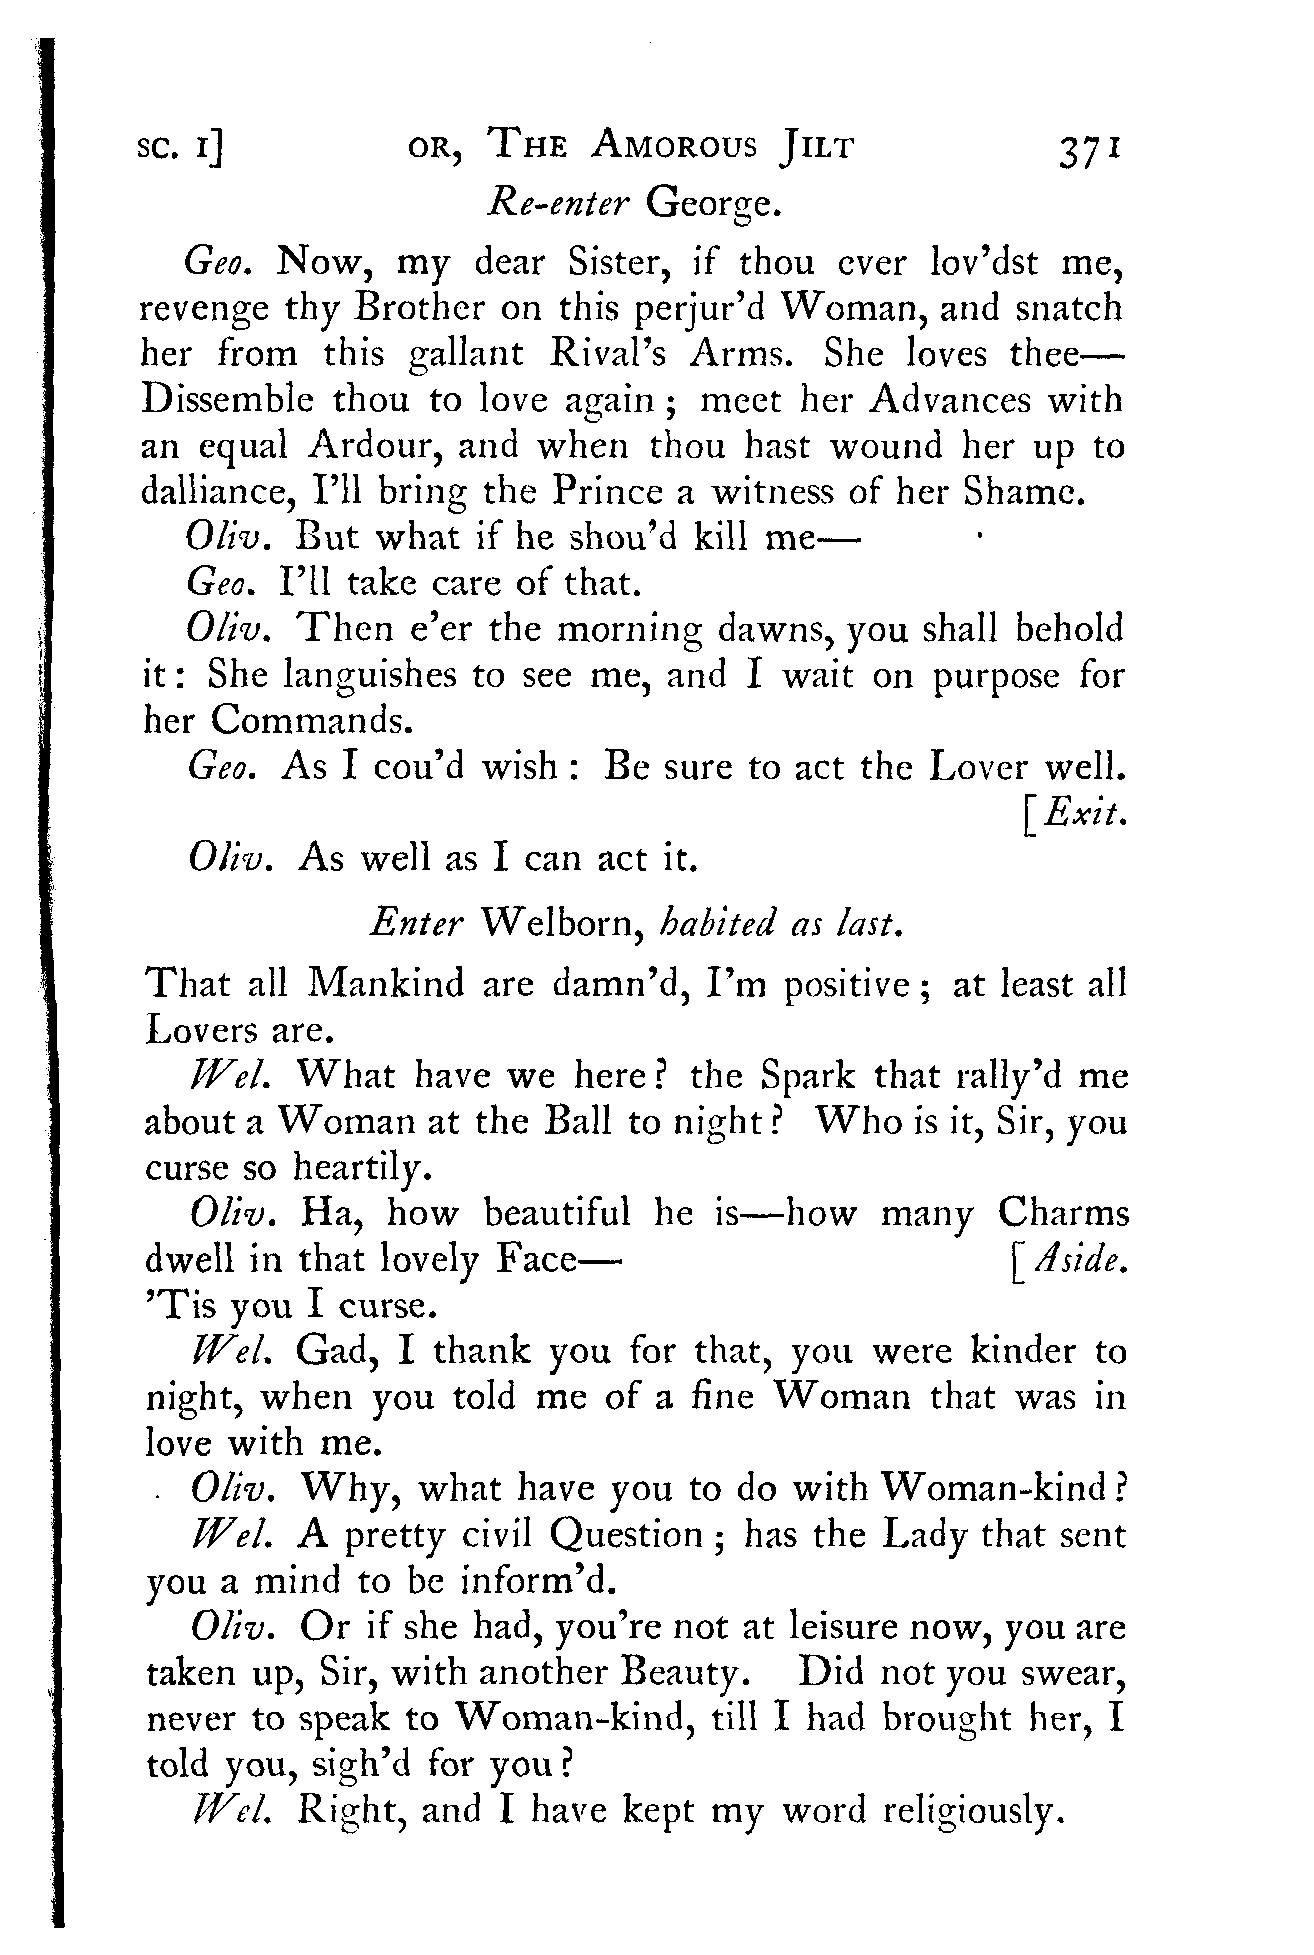 SC. I] OR, THE AMOROUS JILT 371
Re-enter George.
Geo. Now, my dear Sister, if thou ever lov'dst me,
revenge thy Brother on this perjur'd Woman, and snatch
her from this gallant Rival's Arms. She loves thee—
Dissemble thou to love again; meet her Advances with
an equal Ardour, and when thou hast wound her up to
dalliance, I'll bring the Prince a witness of her Shame.
Oliv. But what if he shou'd kill me—
Geo. I'll take care of that.
Oliv. Then e'er the morning dawns, you shall behold
it: She languishes to see me, and I wait on purpose for
her Commands.
Geo. As I cou'd wish: Be sure to act the Lover well.
[Exit.
Oliv. As well as I can act it.
Enter Welborn, habited as last.
That all Mankind are damn'd, I'm positive; at least all
Lovers are.
Wel. What have we here? the Spark that rally'd me
about a Woman at the Ball to night? Who is it, Sir, you
curse so heartily.
Oliv. Ha, how beautiful he is—how many Charms
dwell in that lovely Face— [Aside.
'Tis you I curse.
Wel. Gad, I thank you for that, you were kinder to
night, when you told me of a fine Woman that was in
love with me.
Oliv. Why, what have you to do with Woman-kind?
Wel. A pretty civil Question; has the Lady that sent
you a mind to be inform'd.
Oliv. Or if she had, you're not at leisure now, you are
taken up, Sir, with another Beauty. Did not you swear,
never to speak to Woman-kind, till I had brought her, I
told you, sigh'd for you?
Wel. Right, and I have kept my word religiously.